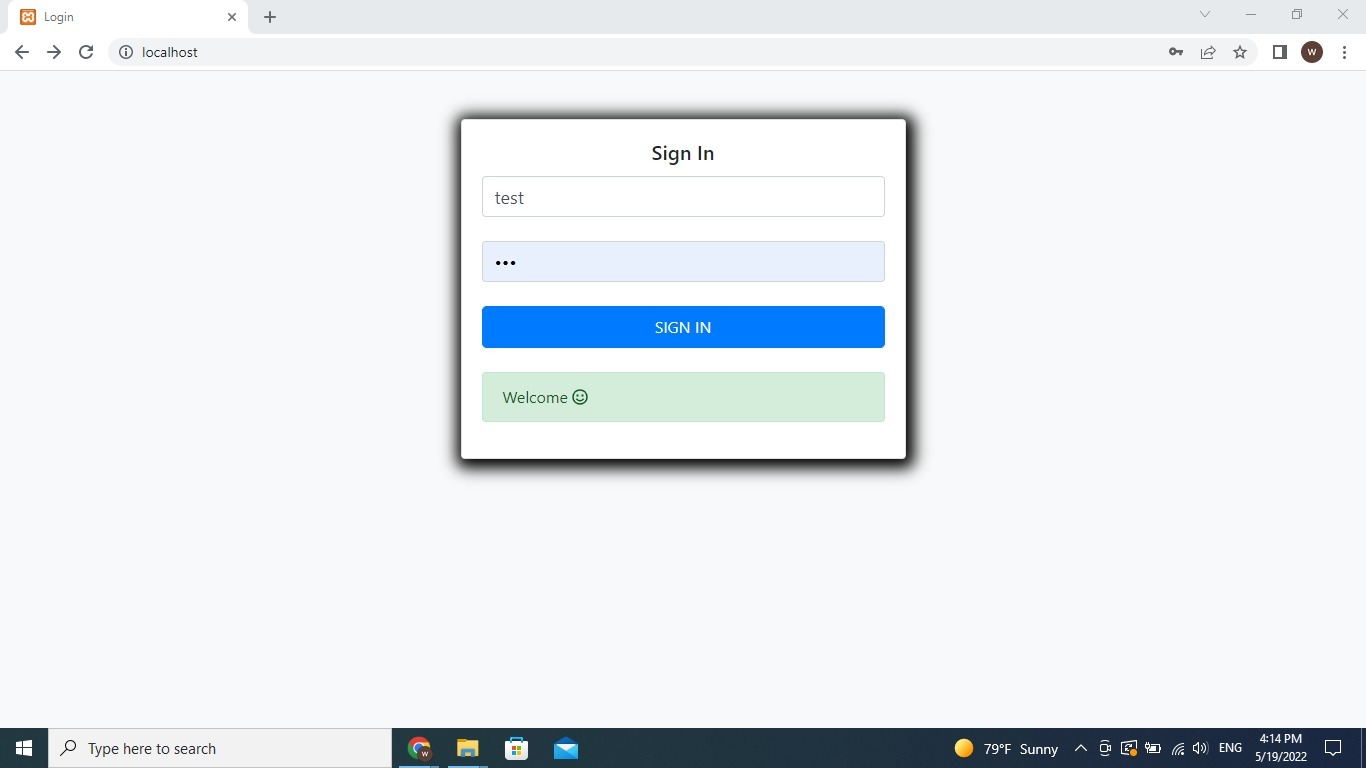 Login
localhost
W
Sign In
test
SIGN IN
Welcome
Type here to search
W
79°F Sunny
ENG
4:14 PM
5/19/2022